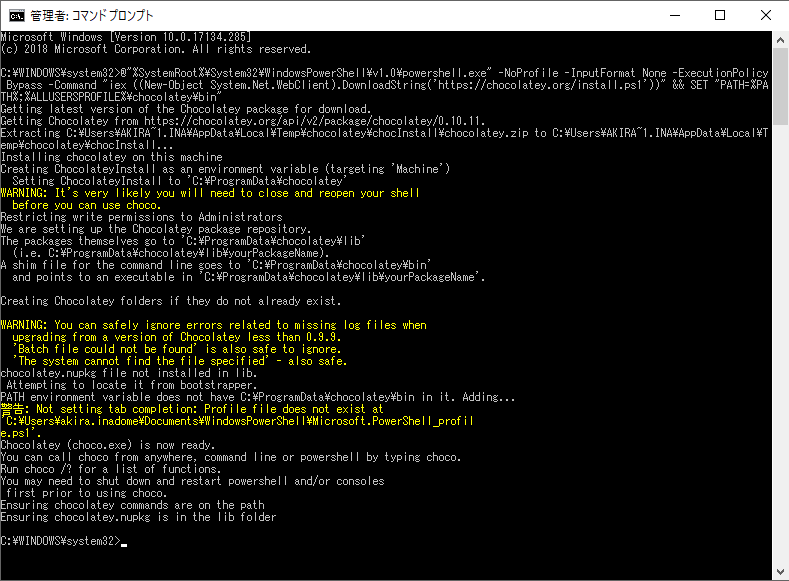 管理者: コマンドプロンプト
Microsoft Windows [Version 10.0.17134.285]
(c) 2018 Microsoft Corporation. All rights reserved.
C:¥WINDOWS¥system32>@"%SystemRoot%¥System32¥WindowsPowerShell¥v1.0¥powershell.exe" -NoProfile -InputFormat None -ExecutionPolicy
Bypass -Command "iex ((New-Object System.Net.WebClient).DownloadString('https://chocolatey.org/install.ps1'))" && SET "PATH=%PA
TH%;%ALLUSERSPROFILE%¥chocolatey¥bin"
Getting latest version of the Chocolatey package for download.
Getting Chocolatey from https://chocolatey.org/api/v2/package/chocolatey/0.10.11.
Extracting C:¥Users¥AKIRA~1.INA¥AppData¥Local¥Temp¥chocolatey¥chocInstall¥chocolatey.zip to C:¥Users¥AKIRA~1.INA¥AppData¥Local¥T
emp¥chocolatey¥chocInstall...
Installing chocolatey on this machine
Creating ChocolateyInstall as an environment variable (targeting 'Machine')
  Setting ChocolateyInstall to 'C:¥ProgramData¥chocolatey'
WARNING: It's very likely you will need to close and reopen your shell
  before you can use choco.
Restricting write permissions to Administrators
We are setting up the Chocolatey package repository.
The packages themselves go to 'C:¥ProgramData¥chocolatey¥lib'
  (i.e. C:¥ProgramData¥chocolatey¥lib¥yourPackageName).
A shim file for the command line goes to 'C:¥ProgramData¥chocolatey¥bin'
  and points to an executable in 'C:¥ProgramData¥chocolatey¥lib¥yourPackageName'.
Creating Chocolatey folders if they do not already exist.
WARNING: You can safely ignore errors related to missing log files when
  upgrading from a version of Chocolatey less than 0.9.9.
  'Batch file could not be found' is also safe to ignore.
  'The system cannot find the file specified' - also safe.
chocolatey.nupkg file not installed in lib.
 Attempting to locate it from bootstrapper.
PATH environment variable does not have C:¥ProgramData¥chocolatey¥bin in it. Adding...
警告: Not setting tab completion: Profile file does not exist at
'C:¥Users¥akira.inadome¥Documents¥WindowsPowerShell¥Microsoft.PowerShell_profil
e.ps1'.
Chocolatey (choco.exe) is now ready.
You can call choco from anywhere, command line or powershell by typing choco.
Run choco /? for a list of functions.
You may need to shut down and restart powershell and/or consoles
 first prior to using choco.
Ensuring chocolatey commands are on the path
Ensuring chocolatey.nupkg is in the lib folder
C:¥WINDOWS¥system32>